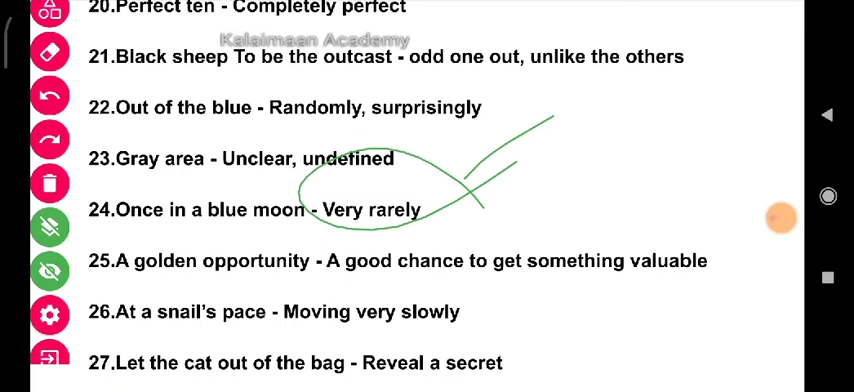 20.Perfect ten - Completely perfect
Kalaimaan Academy
21.Black sheep To be the outcast - odd one out, unlike the others
22.Out of the blue - Randomly, surprisingly
23.Gray area - Unclear, undefined
24.Once in a blue moon - Very rarely
25.A golden opportunity - A good chance to get something valuable
26.At a snail's pace - Moving very slowly
27.Let the cat out of the bag - Reveal a secret